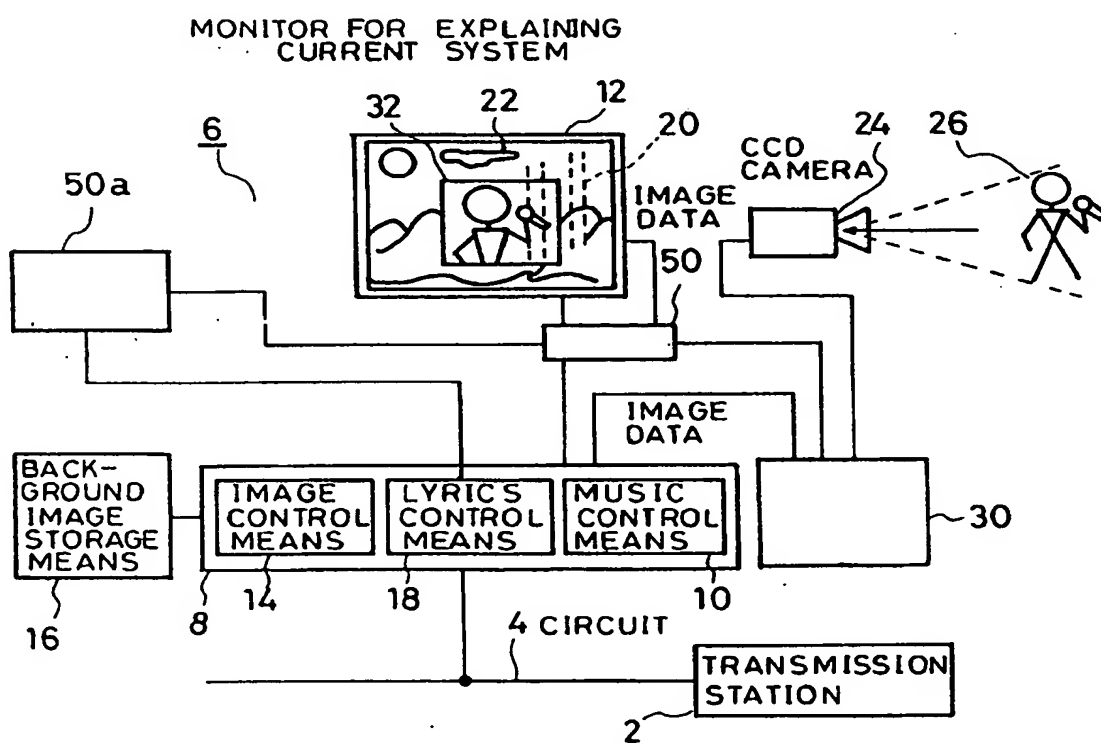 MONITOR FOR EXPLAINING
CURRENT SYSTEM
6
32
22
12
20
24
26
CCD
CAMERA
50a
IMAGE
DATA
50
IMAGE
DATA
BACK-
GROUND
IMAGE
STORAGE
MEANS
IMAGE
CONTROL
MEANS
LYRICS
CONTROL
MEANS
MUSIC
CONTROL
MEANS
30
16
8
14
18
10
4 CIRCUIT
TRANSMISSION
STATION
2